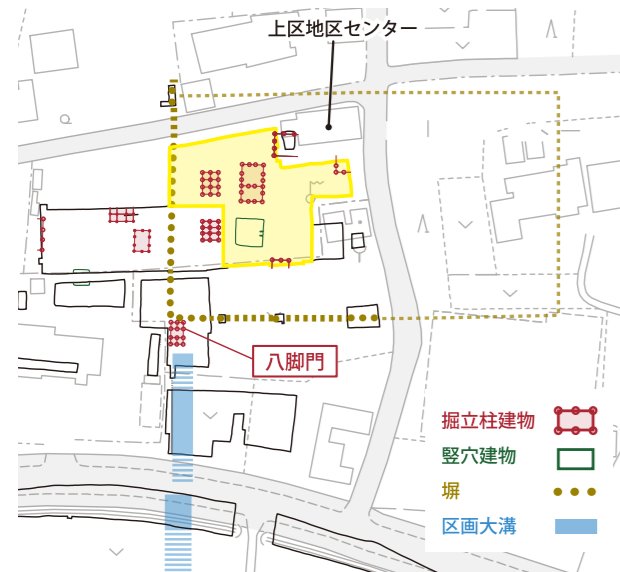 上区地区センター
八脚門
掘立柱建物
竪穴建物
塀
区画大溝